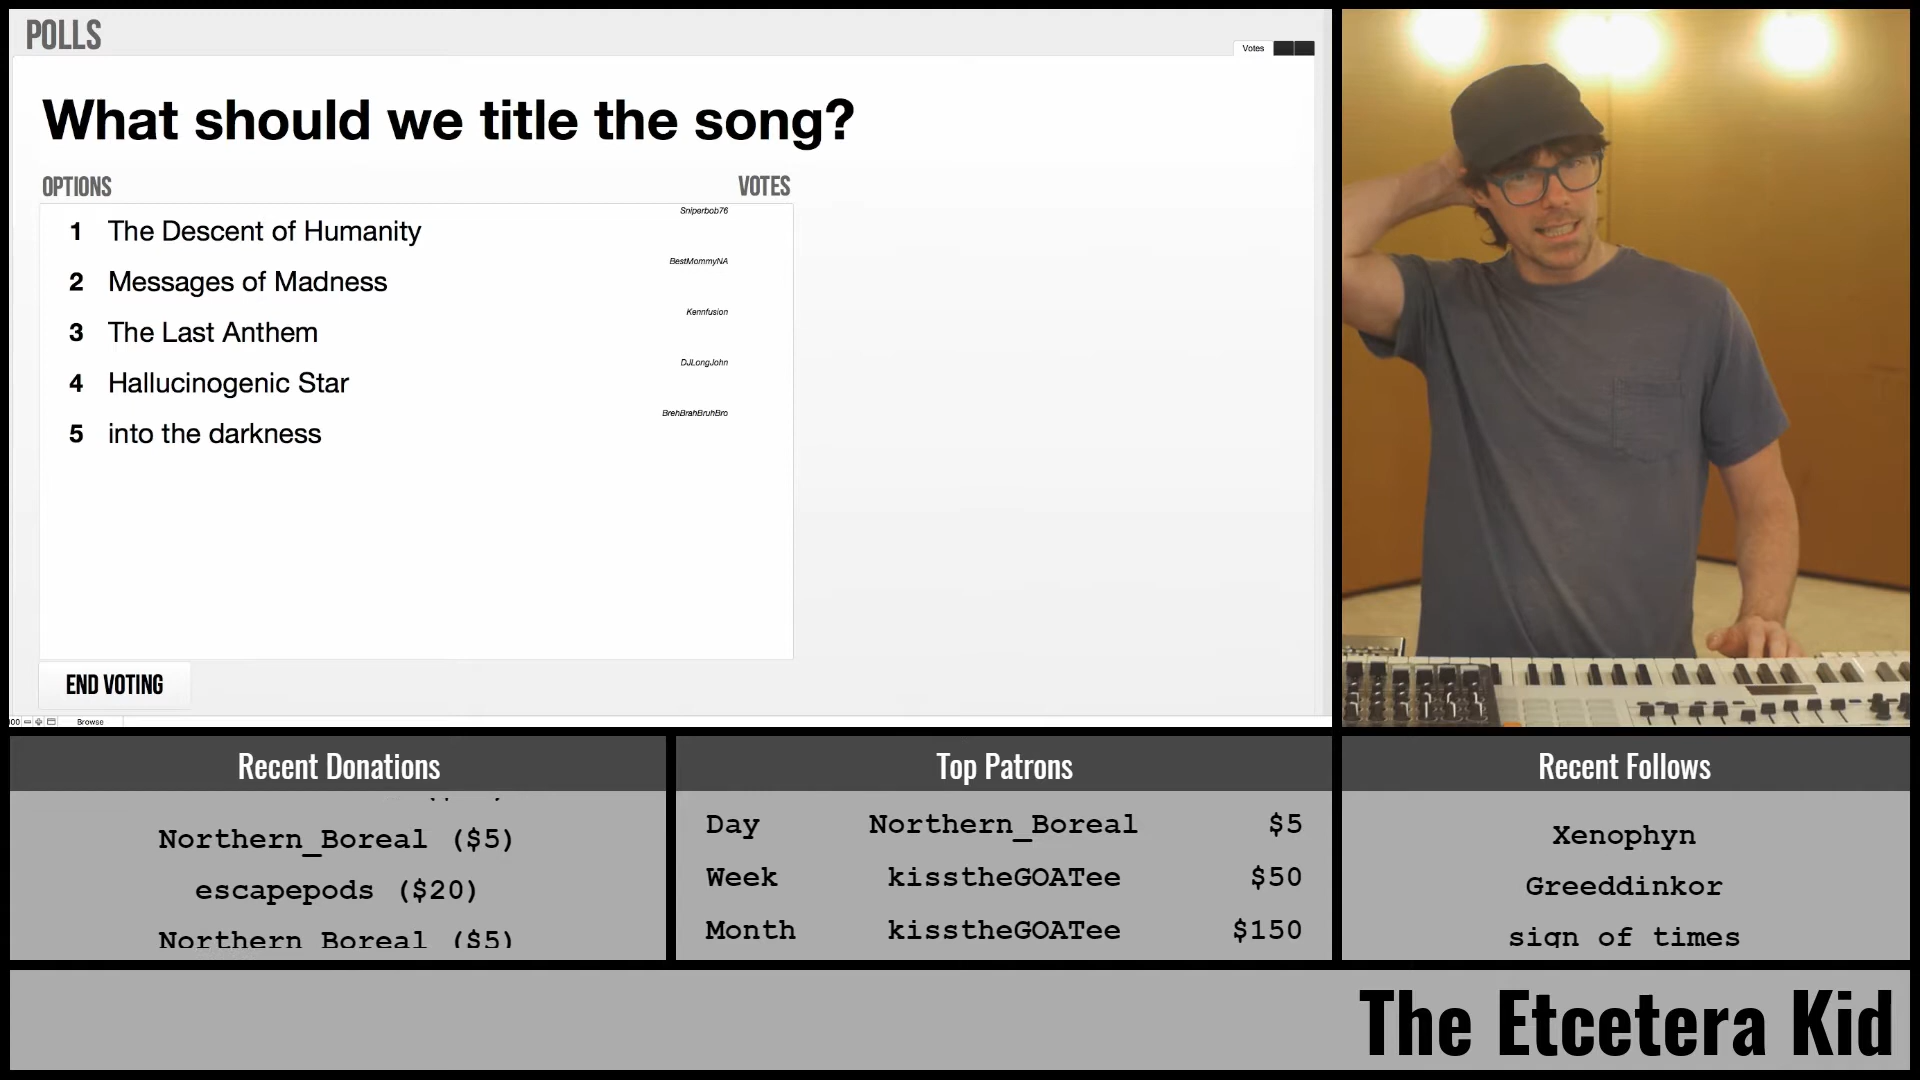 POLLS
Votes
What should we title the song?
OPTIONS
VOTES
Sniperbob76
1 The Descent of Humanity
BestMommyNA
2 Messages of Madness
Kennfusion
3 The Last Anthem
DJLongJohn
4 Hallucinogenic Star
BrehBrahBruhBro
5 into the darkness
END VOTING
Browse
Recent Donations
Northern_Boreal ($5)
escapepods ($20)
Northern_Boreal ($5)
Top Patrons
Day Northern_Boreal $5
Week kisstheGOATee $50
Month kisstheGOATee $150
Recent Follows
Xenophyn
Greeddinkor
sign of times
The Etcetera Kid